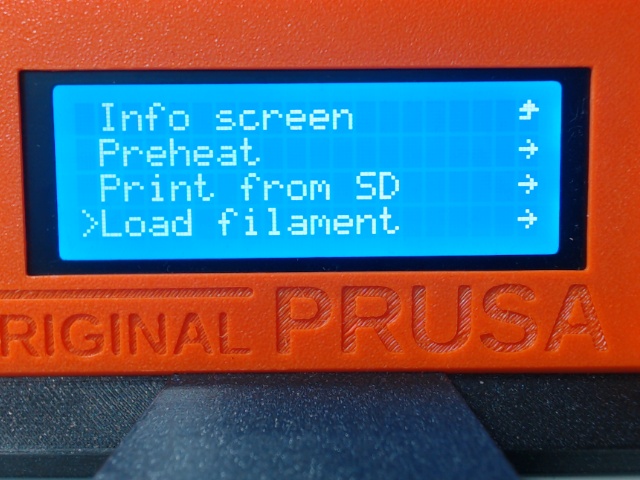 Info screen
Preheat →
Print from SD →
>Load filament →
RIGINAL PRUSA